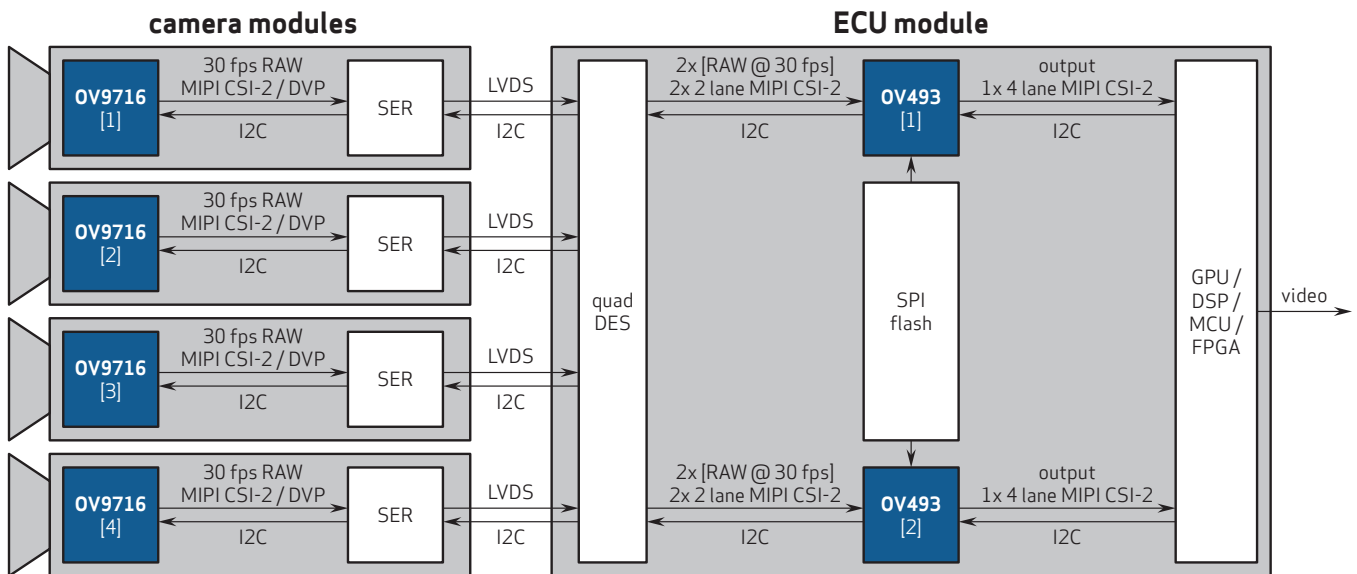 camera modules
ECU module
30 fps RAW
MIPI CSI-2 / DVP
OV9716
[1]
I2C
SER
LVDS
I2C
2x [RAW @ 30 fps]
2x 2 lane MIPI CSI-2
I2C
OV493
[1]
output
1x 4 lane MIPI CSI-2
I2C
30 fps RAW
MIPI CSI-2 / DVP
OV9716
[2]
I2C
SER
LVDS
I2C
quad
DES
SPI
flash
GPU /
DSP /
MCU /
FPGA
video
30 fps RAW
MIPI CSI-2 / DVP
OV9716
[3]
I2C
SER
LVDS
I2C
30 fps RAW
MIPI CSI-2 / DVP
OV9716
[4]
I2C
SER
LVDS
I2C
2x [RAW @ 30 fps]
2x 2 lane MIPI CSI-2
I2C
OV493
[2]
output
1x 4 lane MIPI CSI-2
I2C